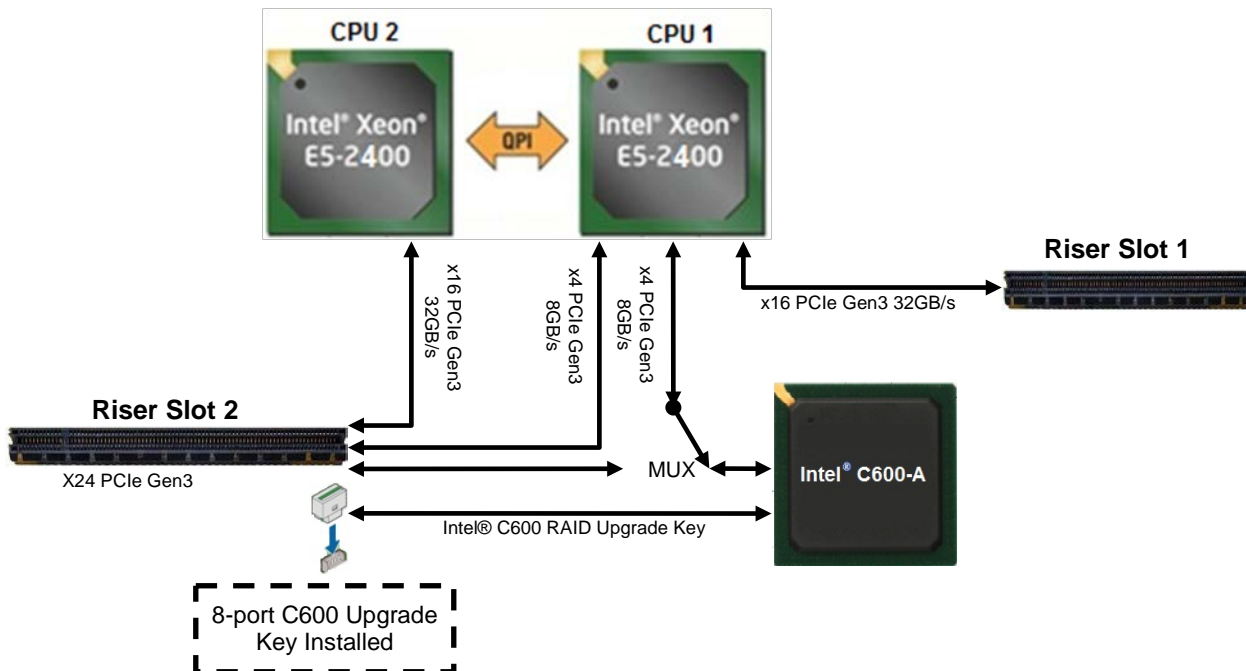 CPU 2
CPU 1
Intel® Xeon®
E5-2400
QPI
Intel® Xeon®
E5-2400
Riser Slot 1
x16 PCIe Gen3
32GB/s
x4 PCIe Gen3
8GB/s
x4 PCIe Gen3
8GB/s
x16 PCIe Gen3 32GB/s
Riser Slot 2
X24 PCIe Gen3
MUX
Intel® C600-A
Intel® C600 RAID Upgrade Key
8-port C600 Upgrade
Key Installed